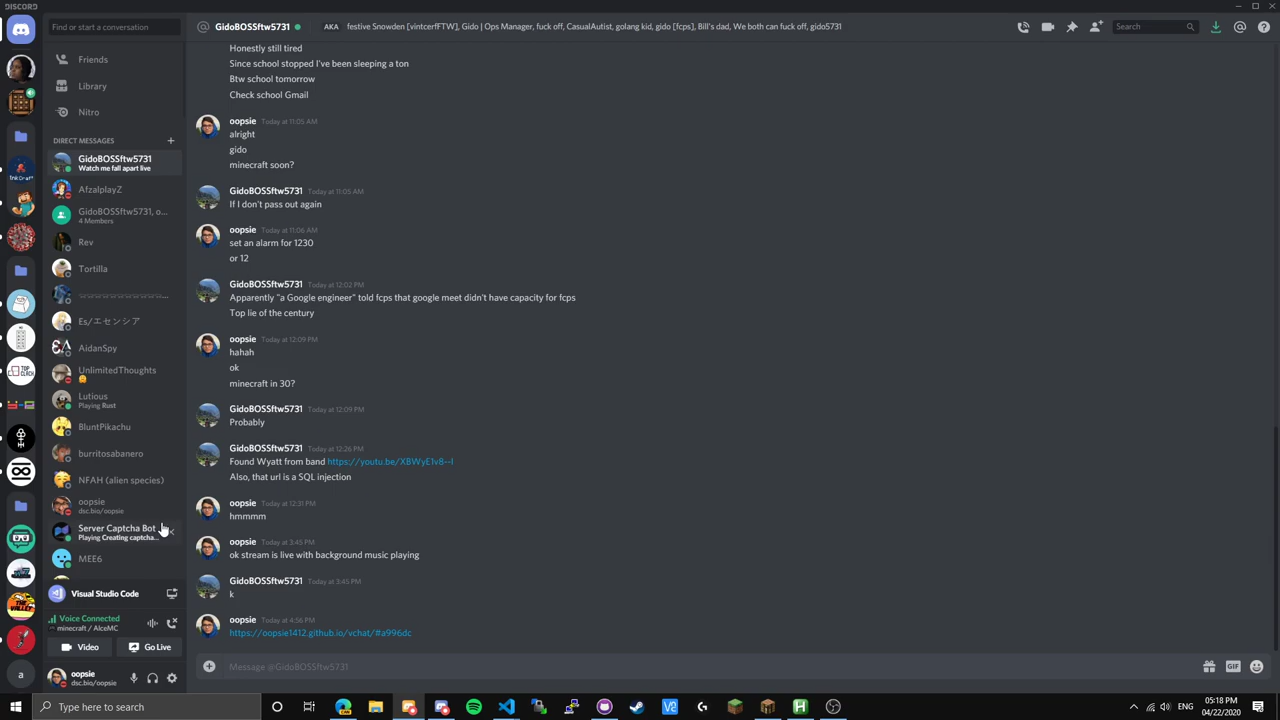 DISCORD
Find or start a conversation
GidoBOSSftw5731
AKA
festive Snowden [vintcerfFTW], Gido | Ops Manager, fuck off, CasualAutist, golang kid, gido [fcps], Bill's dad, We both can fuck off, gido5731
Search
Friends
Library
Nitro
DIRECT MESSAGES
GidoBOSSftw5731
Watch me fall apart live
AfzalplayZ
GidoBOSSftw5731, o...
4 Members
Rev
Tortilla
Es/エセンシア
AidanSpy
UnlimitedThoughts
Lutious
Playing Rust
BluntPikachu
burritosabanero
NFAH (alien species)
oopsie
dsc.bio/oopsie
Server Captcha Bot
Playing Creating captcha...
MEE6
Visual Studio Code
Voice Connected
minecraft / AlceMC
Video
Go Live
oopsie
dsc.bio/oopsie
Honestly still tired
Since school stopped I've been sleeping a ton
Btw school tomorrow
Check school Gmail
oopsie Today at 11:05 AM
alright
gido
minecraft soon?
GidoBOSSftw5731 Today at 11:05 AM
If I don't pass out again
oopsie Today at 11:06 AM
set an alarm for 1230
or 12
GidoBOSSftw5731 Today at 12:02 PM
Apparently "a Google engineer" told fcps that google meet didn't have capacity for fcps
Top lie of the century
oopsie Today at 12:09 PM
hahah
ok
minecraft in 30?
GidoBOSSftw5731 Today at 12:09 PM
Probably
GidoBOSSftw5731 Today at 12:26 PM
Found Wyatt from band https://youtu.be/XBWyE1v8--I
Also, that url is a SQL injection
oopsie Today at 12:31 PM
hmmmm
oopsie Today at 3:45 PM
ok stream is live with background music playing
GidoBOSSftw5731 Today at 3:45 PM
k
oopsie Today at 4:56 PM
https://oopsie1412.github.io/vchat/#a996dc
Message @GidoBOSSftw5731
GIF
TOP CLICK
THE VALLEY
a
Type here to search
V2
ENG
05:18 PM
04/22/2020